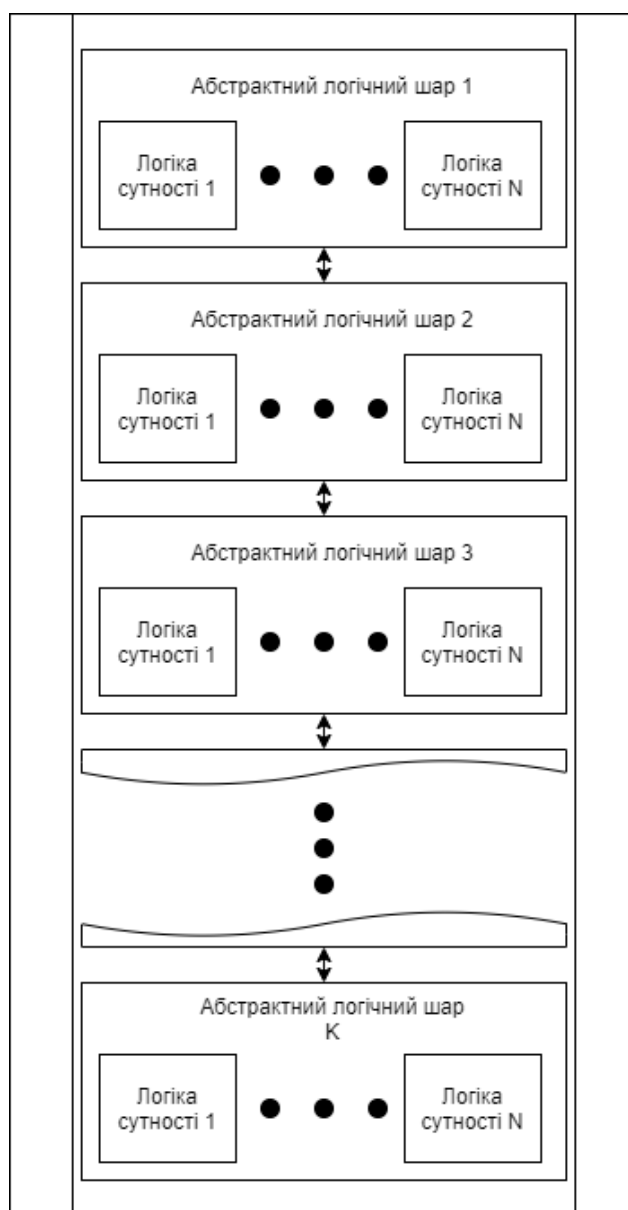 Абстрактний логічний шар 1
Логіка
сутності 1
Логіка
сутності N
Абстрактний логічний шар 2
Логіка
сутності 1
Логіка
сутності N
Абстрактний логічний шар 3
Логіка
сутності 1
Логіка
сутності N
Абстрактний логічний шар
K
Логіка
сутності 1
Логіка
сутності N